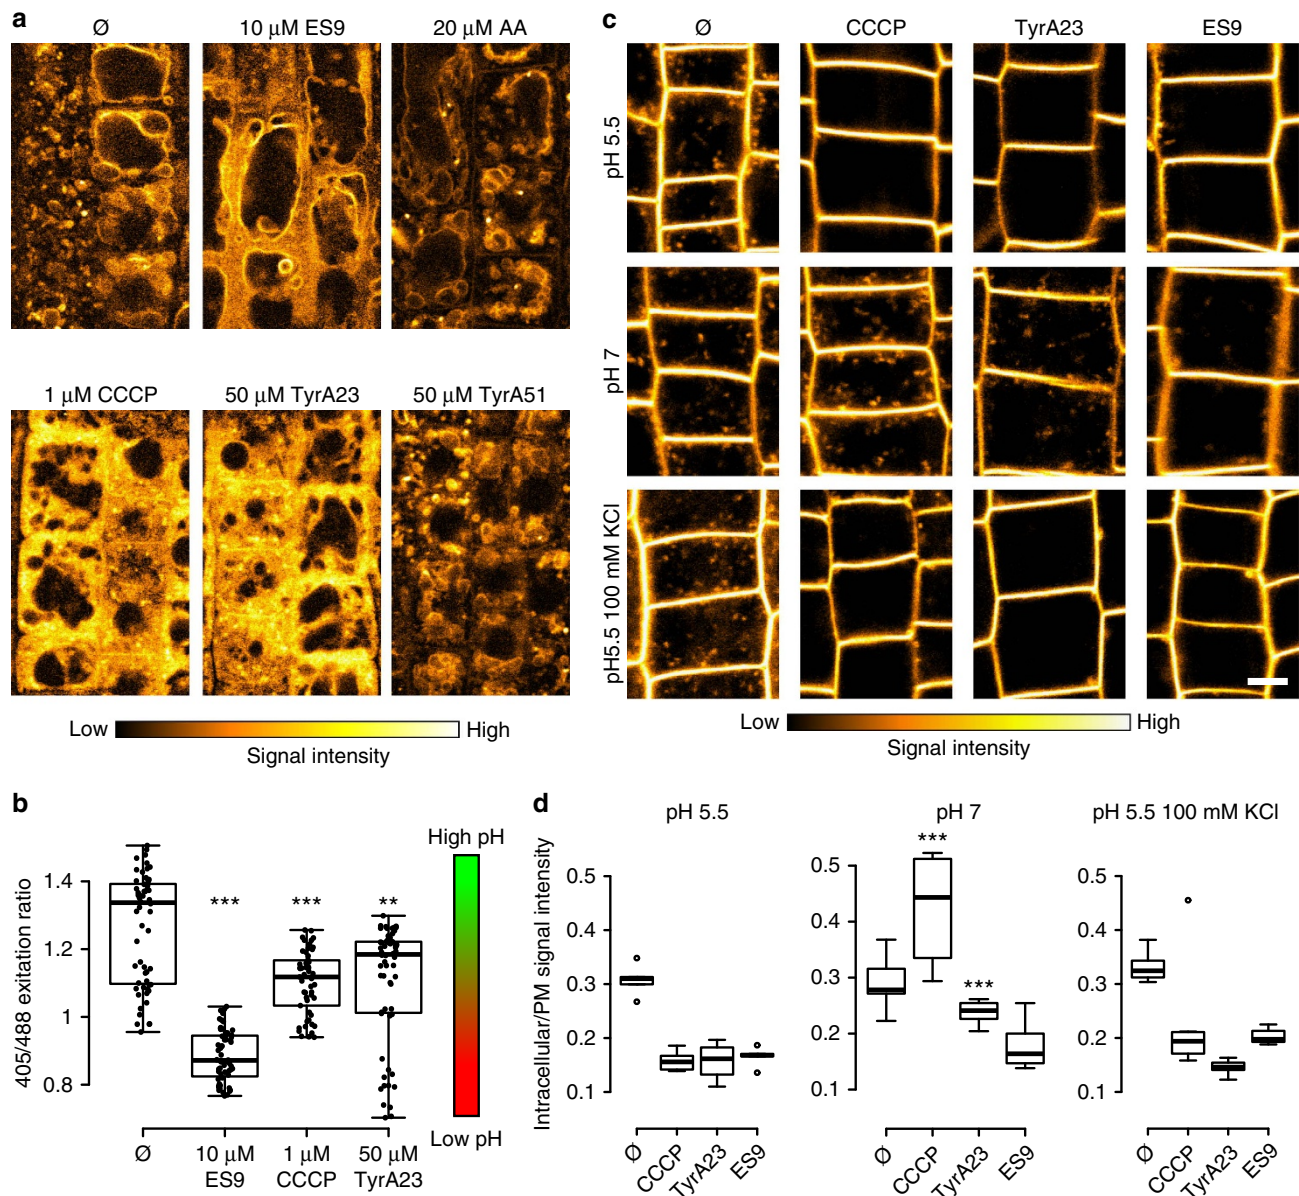 a
Ø
10 μM ES9
20 μM AA
1 μM CCCP
50 μM TyrA23
50 μM TyrA51
Low
High
Signal intensity
c
Ø
CCCP
TyrA23
ES9
pH 5.5
pH 7
pH5.5 100 mM KCl
Low
High
Signal intensity
b
405/488 exitation ratio
1.4
1.2
1
0.8
***
***
**
High pH
Low pH
Ø
10 μM
ES9
1 μM
CCCP
50 μM
TyrA23
d
Intracellular/PM signal intensity
pH 5.5
0.5
0.4
0.3
0.2
0.1
Ø
CCCP
TyrA23
ES9
pH 7
0.5
0.4
0.3
0.2
0.1
***
***
Ø
CCCP
TyrA23
ES9
pH 5.5 100 mM KCl
0.5
0.4
0.3
0.2
0.1
Ø
CCCP
TyrA23
ES9